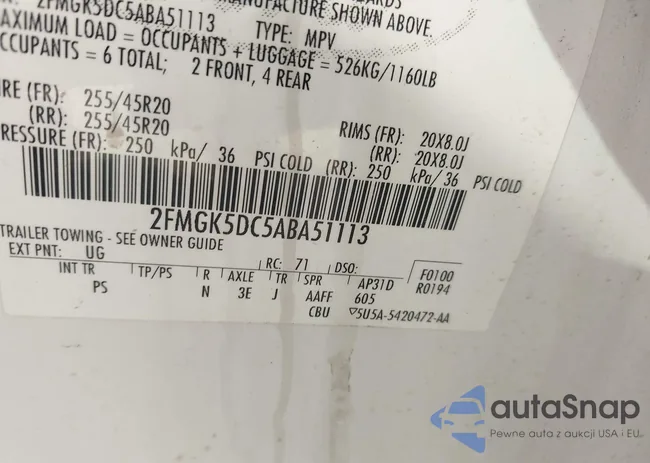 2FMGK5DC5ABA51113
MANUFACTURE SHOWN ABOVE.
TYPE: MPV
MAXIMUM LOAD = OCCUPANTS + LUGGAGE = 526KG/1160LB
OCCUPANTS = 6 TOTAL; 2 FRONT, 4 REAR
IRE (FR): 255/45R20 RIMS (FR): 20X8.0J
(RR): 255/45R20 (RR): 20X8.0J
PRESSURE (FR): 250 kPa/ 36 PSI COLD (RR): 250 kPa/ 36 PSI COLD
2FMGK5DC5ABA51113
TRAILER TOWING - SEE OWNER GUIDE
EXT PNT: UG RC: 71 DSO: F0100
INT TR TP/PS R AXLE TR SPR AP31D R0194
PS N 3E J AAFF 605
CBU ▽5U5A-5420472-AA
autaSnap
Pewne auta z aukcji USA i EU